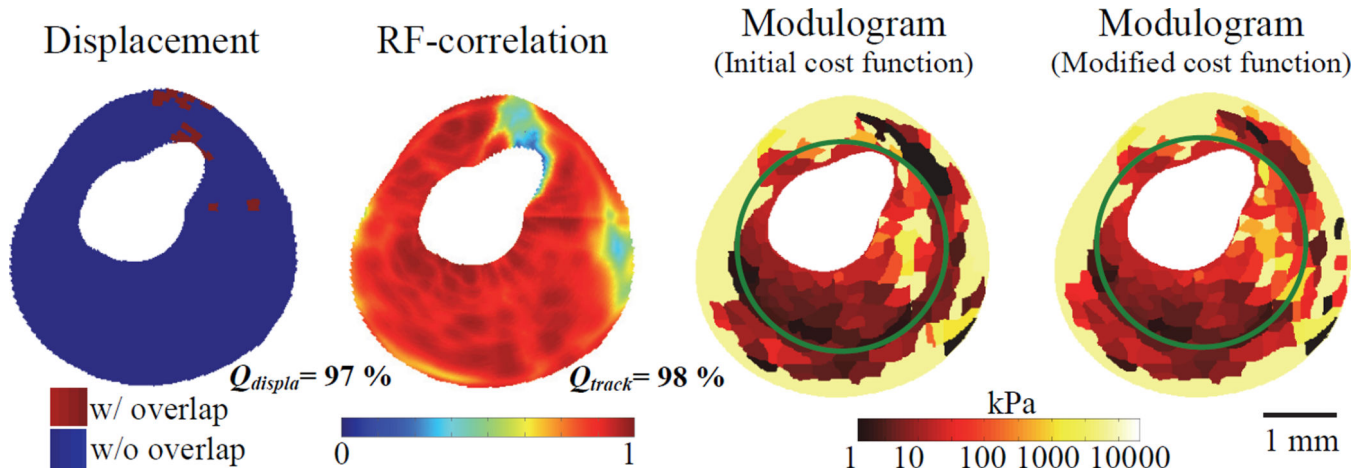 Displacement
RF-correlation
Modulogram
(Initial cost function)
Modulogram
(Modified cost function)
Q_displa= 97 %
Q_track= 98 %
w/ overlap
w/o overlap
0 1
kPa
1 10 100 1000 10000
1 mm